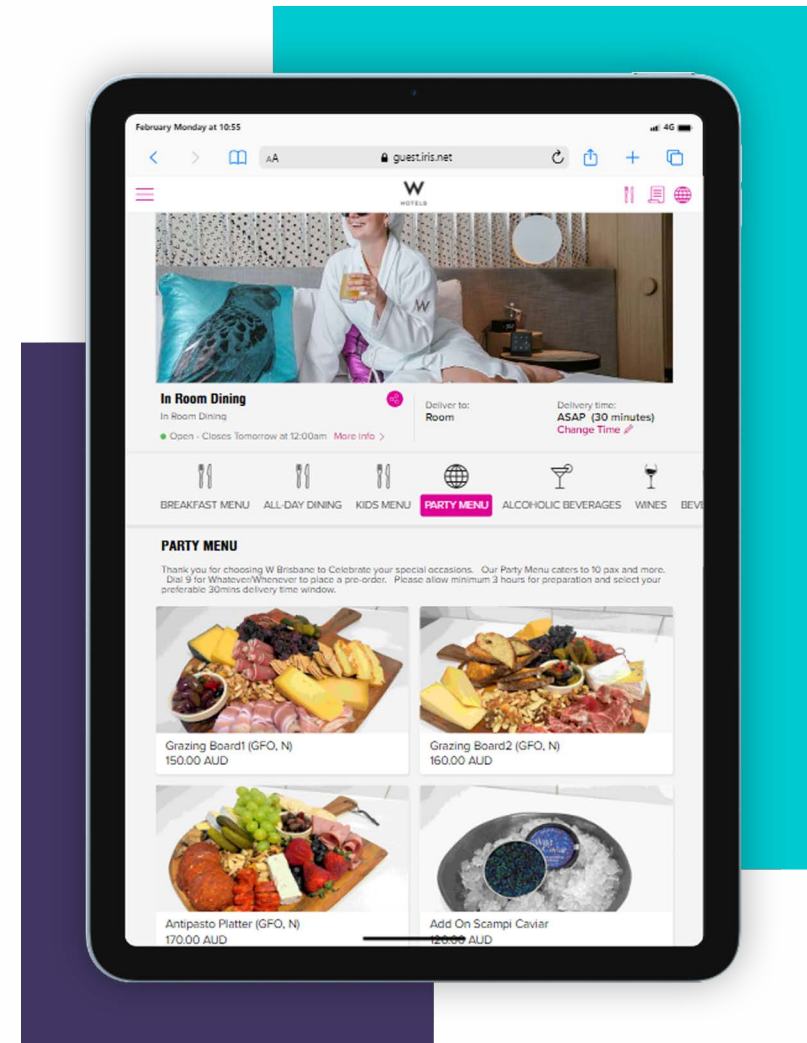 February Monday at 10:55
4G
AA
guest.iris.net
W
HOTELS
W
In Room Dining
In Room Dining
Open - Closes Tomorrow at 12:00am More info >
Deliver to:
Room
Delivery time:
ASAP (30 minutes)
Change Time
BREAKFAST MENU ALL-DAY DINING KIDS MENU PARTY MENU ALCOHOLIC BEVERAGES WINES BEVE
PARTY MENU
Thank you for choosing W Brisbane to Celebrate your special occasions. Our Party Menu caters to 10 pax and more.
Dial 9 for Whatever/Whenever to place a pre-order. Please allow minimum 3 hours for preparation and select your
preferable 30mins delivery time window.
Grazing Board1 (GFO, N)
150.00 AUD
Grazing Board2 (GFO, N)
160.00 AUD
Antipasto Platter (GFO, N)
170.00 AUD
Add On Scampi Caviar
120.00 AUD